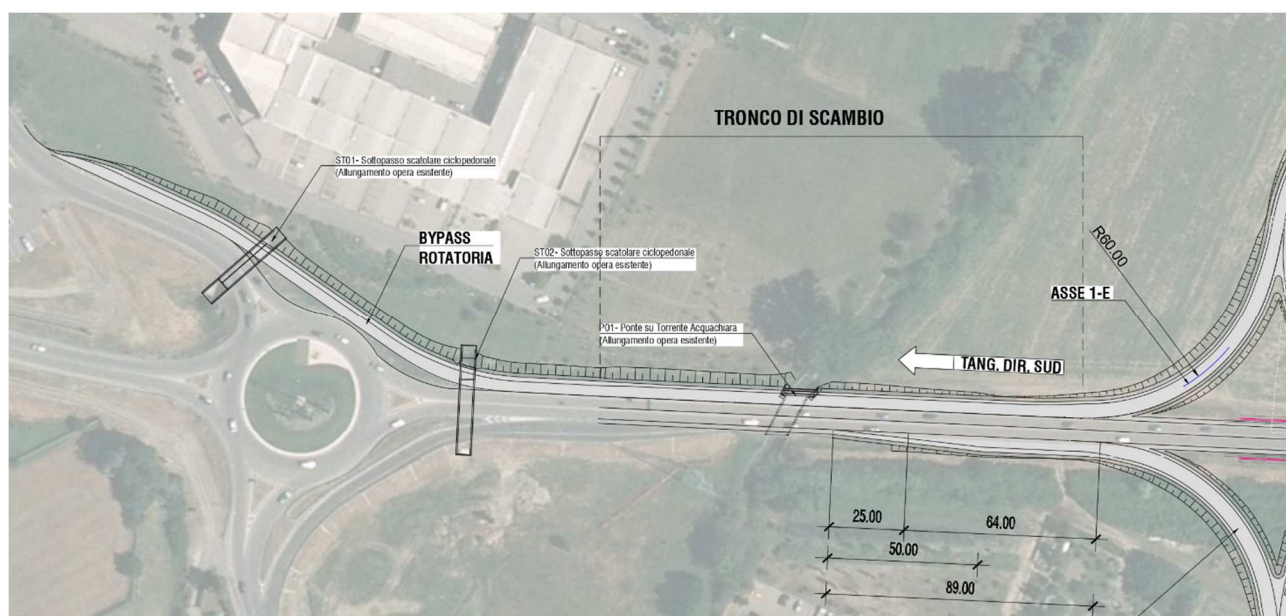 TRONCO DI SCAMBIO
ST01- Sottopasso scatolare ciclopedonale
(Allungamento opera esistente)
BYPASS
ROTATORIA
ST02- Sottopasso scatolare ciclopedonale
(Allungamento opera esistente)
R60.00
ASSE 1-E
P01- Ponte su Torrente Acquachiara
(Allungamento opera esistente)
TANG. DIR. SUD
25.00
64.00
50.00
89.00